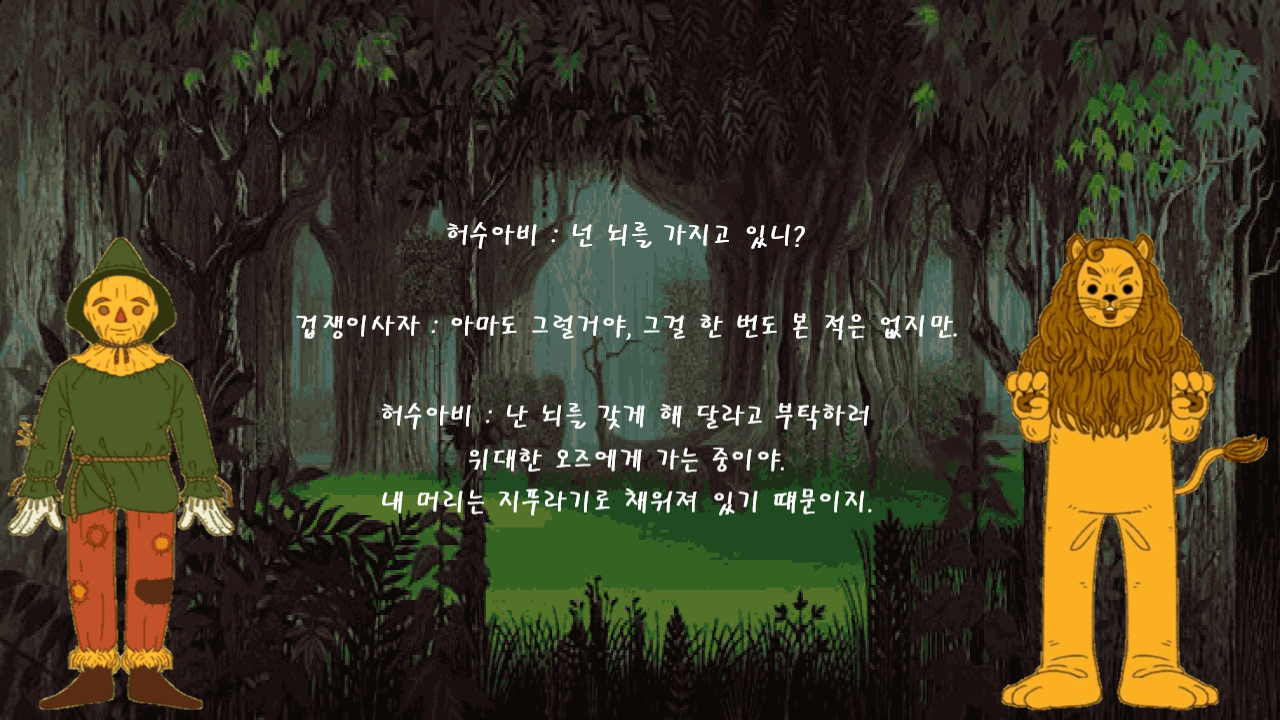 허수아비 : 넌 뇌를 가지고 있니?
겁쟁이사자 : 아마도 그럴거야, 그걸 한 번도 본 적은 없지만.
허수아비 : 난 뇌를 갖게 해 달라고 부탁하러
위대한 오즈에게 가는 중이야.
내 머리는 지푸라기로 채워져 있기 때문이지.